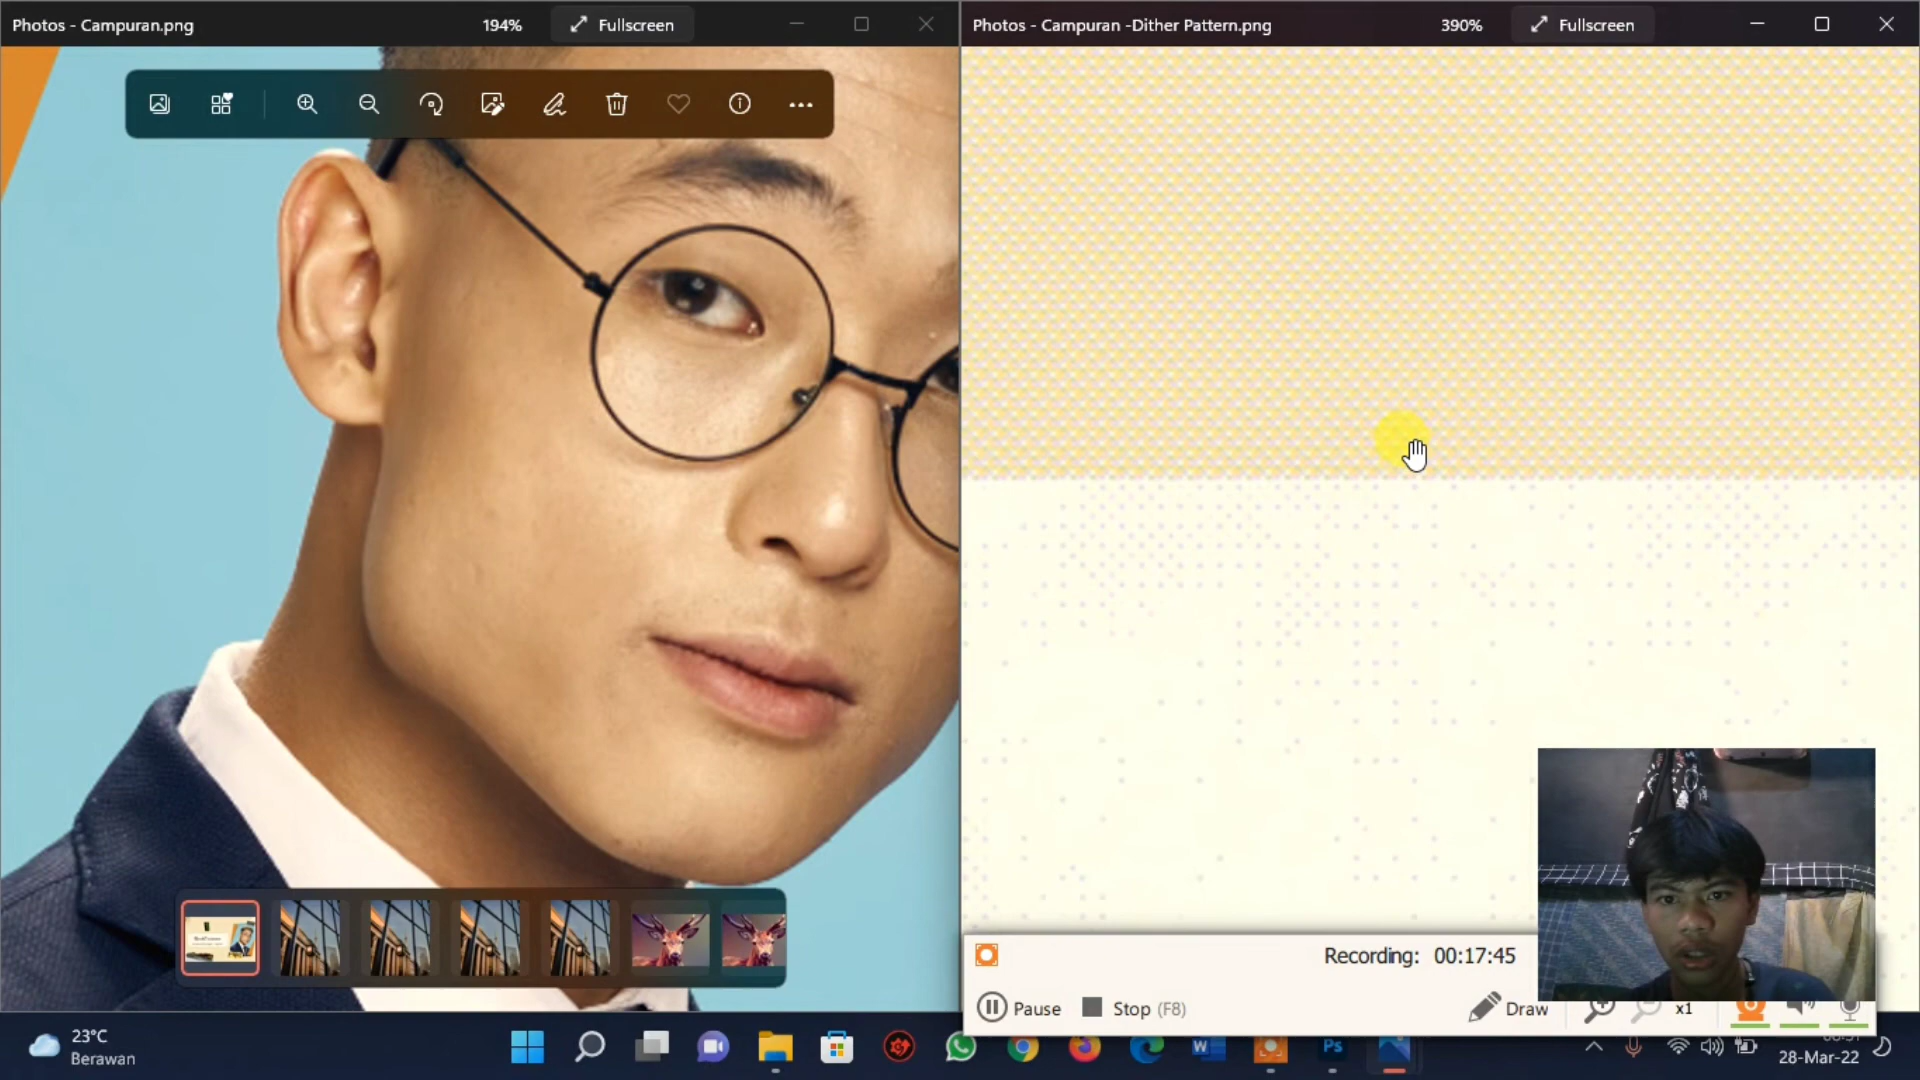 Photos - Campuran.png
194%
Fullscreen
Photos - Campuran -Dither Pattern.png
390%
Fullscreen
Recording: 00:17:45
Pause
Stop (F8)
Draw
x1
23°C
Berawan
W
Ps
28-Mar-22